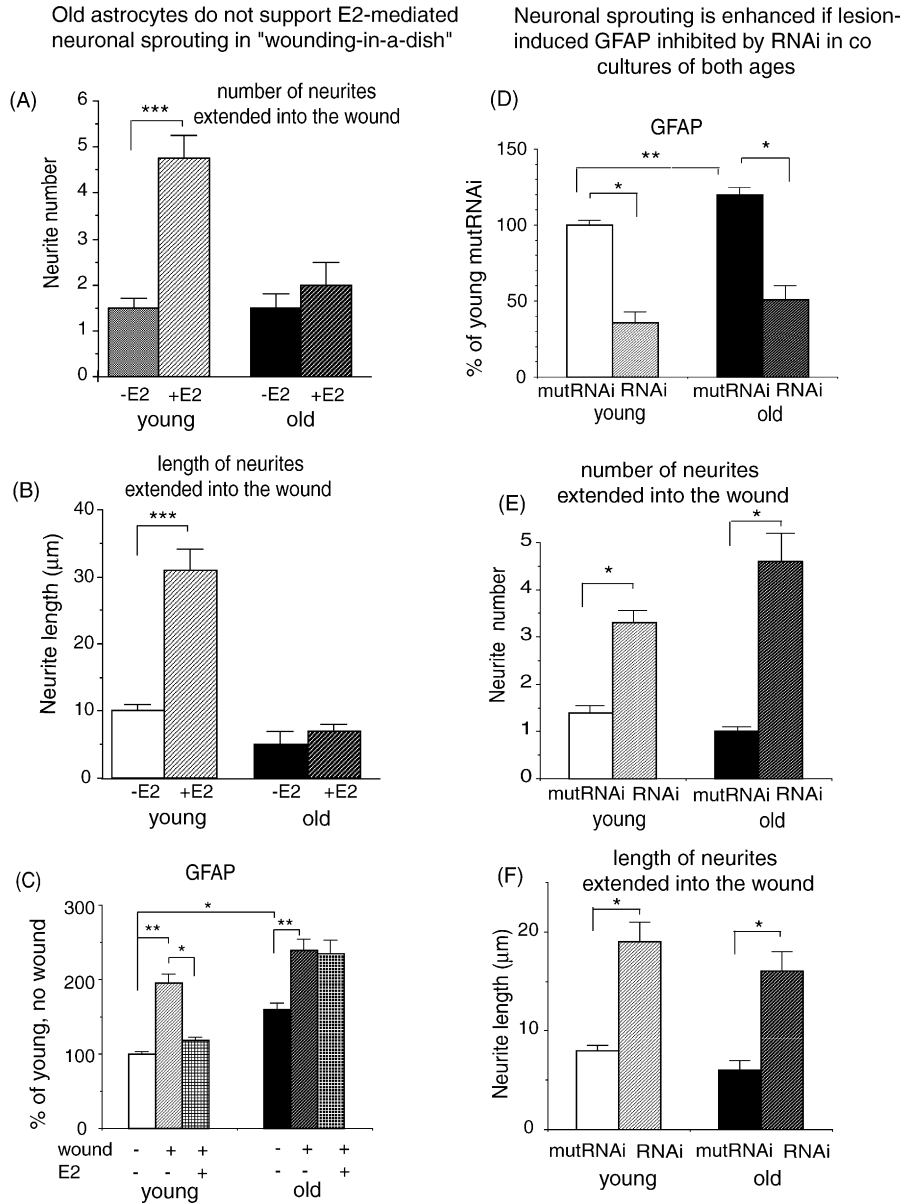 Old astrocytes do not support E2-mediated
neuronal sprouting in "wounding-in-a-dish"
(A)
number of neurites
extended into the wound
Neurite number
6
5
4
3
2
1
0
***
-E2 +E2 -E2 +E2
young old
(B)
length of neurites
extended into the wound
Neurite length (μm)
40
30
20
10
0
***
-E2 +E2 -E2 +E2
young old
(C)
GFAP
% of young, no wound
300
200
100
0
*
** * **
wound - + + - + +
E2 - - + - - +
young old
Neuronal sprouting is enhanced if lesion-
induced GFAP inhibited by RNAi in co
cultures of both ages
(D)
GFAP
% of young mutRNAi
150
100
50
0
**
* *
mutRNAi RNAi mutRNAi RNAi
young old
(E)
number of neurites
extended into the wound
Neurite number
5
4
3
2
1
0
* *
mutRNAi RNAi mutRNAi RNAi
young old
(F)
length of neurites
extended into the wound
Neurite length (μm)
20
10
0
* *
mutRNAi RNAi mutRNAi RNAi
young old